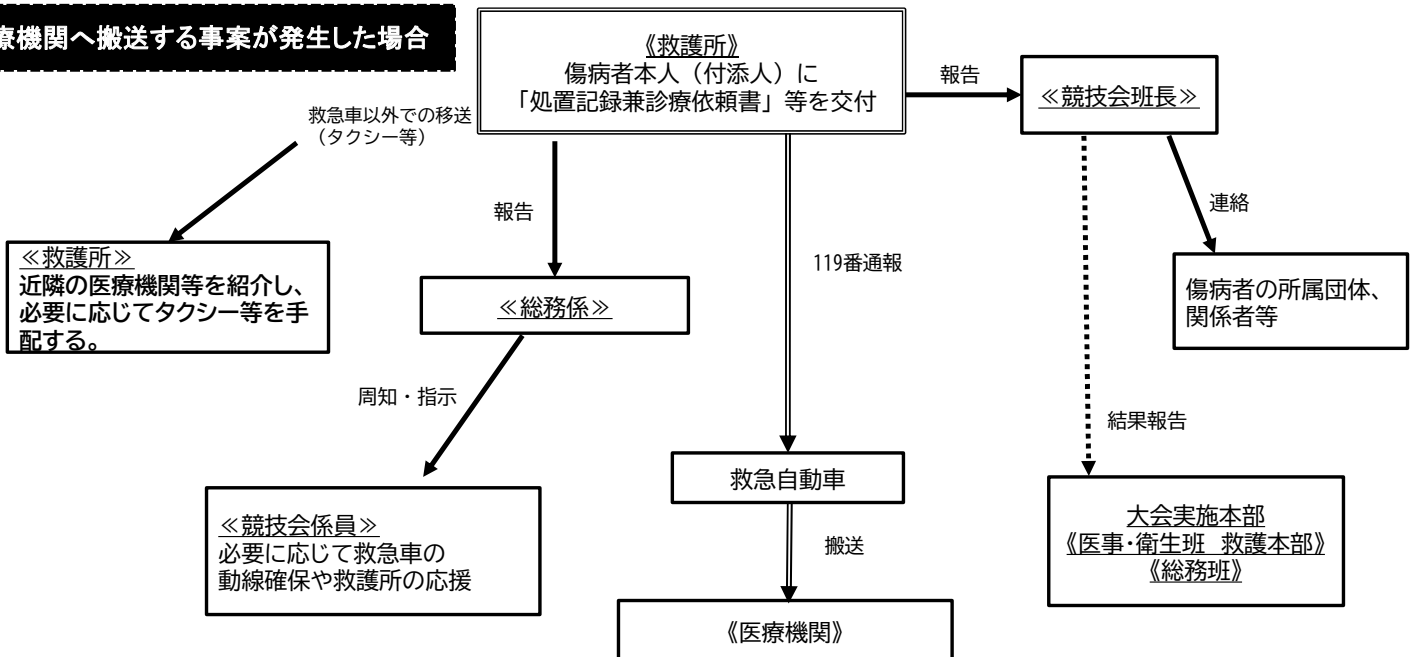 療機関へ搬送する事案が発生した場合
《救護所》
傷病者本人（付添人）に
「処置記録兼診療依頼書」等を交付
報告
≪競技会班長≫
救急車以外での移送
（タクシー等）
報告
連絡
≪救護所≫
近隣の医療機関等を紹介し、
必要に応じてタクシー等を手
配する。
≪総務係≫
119番通報
傷病者の所属団体、
関係者等
周知・指示
結果報告
救急自動車
≪競技会係員≫
必要に応じて救急車の
動線確保や救護所の応援
搬送
大会実施本部
《医事・衛生班　救護本部》
《総務班》
《医療機関》